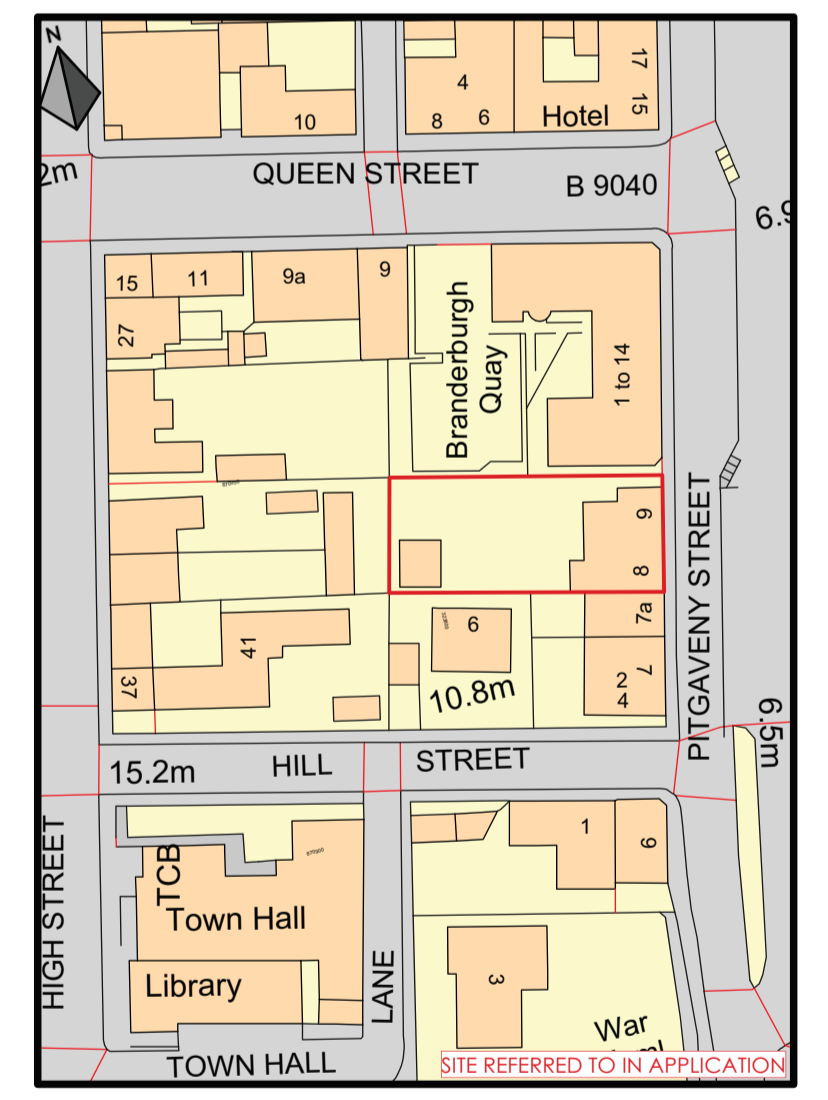 N
17
4
15
10
8
6
Hotel
2m
QUEEN STREET
B 9040
15
11
9a
9
27
Branderburgh
Quay
1 to 14
9
8
PITGAVENY STREET
7a
6
41
37
10.8m
7
2
4
6.5m
15.2m
HILL
STREET
HIGH STREET
TCB
1
9
Town Hall
Library
LANE
3
War
TOWN HALL
SITE REFERRED TO IN APPLICATION